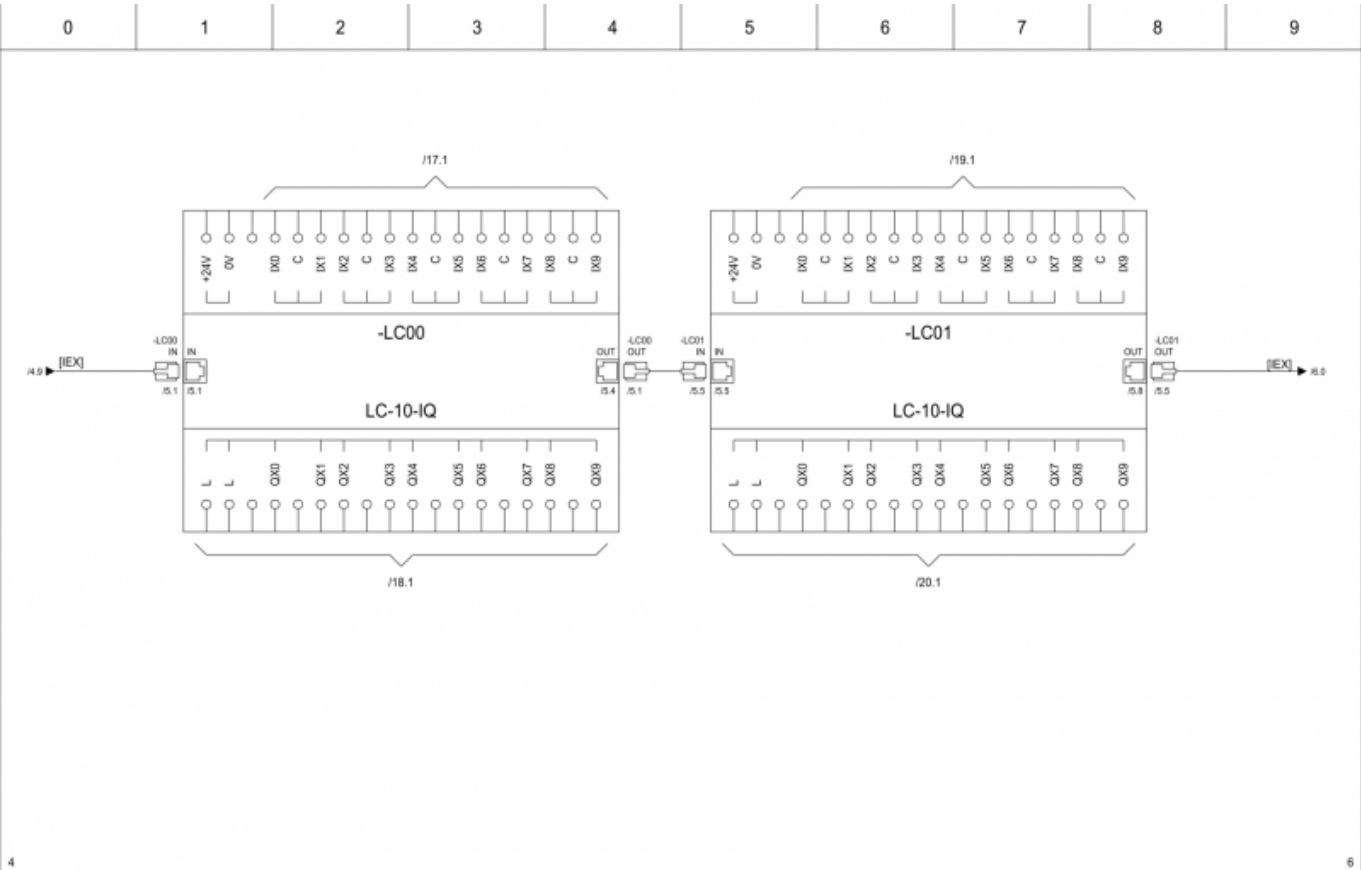 0 1 2 3 4 5 6 7 8 9
/17.1 /19.1
+24V 0V IX0 C IX1 IX2 C IX3 IX4 C IX5 IX6 C IX7 IX8 C IX9
+24V 0V IX0 C IX1 IX2 C IX3 IX4 C IX5 IX6 C IX7 IX8 C IX9
-LC00 -LC01
-LC00 -LC00 -LC01 -LC01
IN IN OUT OUT IN IN OUT OUT
/4.9 [IEX] [IEX] /6.0
/5.1 /5.1 /5.4 /5.1 /5.5 /5.5 /5.8 /5.5
LC-10-IQ LC-10-IQ
L L QX0 QX1 QX2 QX3 QX4 QX5 QX6 QX7 QX8 QX9
L L QX0 QX1 QX2 QX3 QX4 QX5 QX6 QX7 QX8 QX9
/18.1 /20.1
4 6